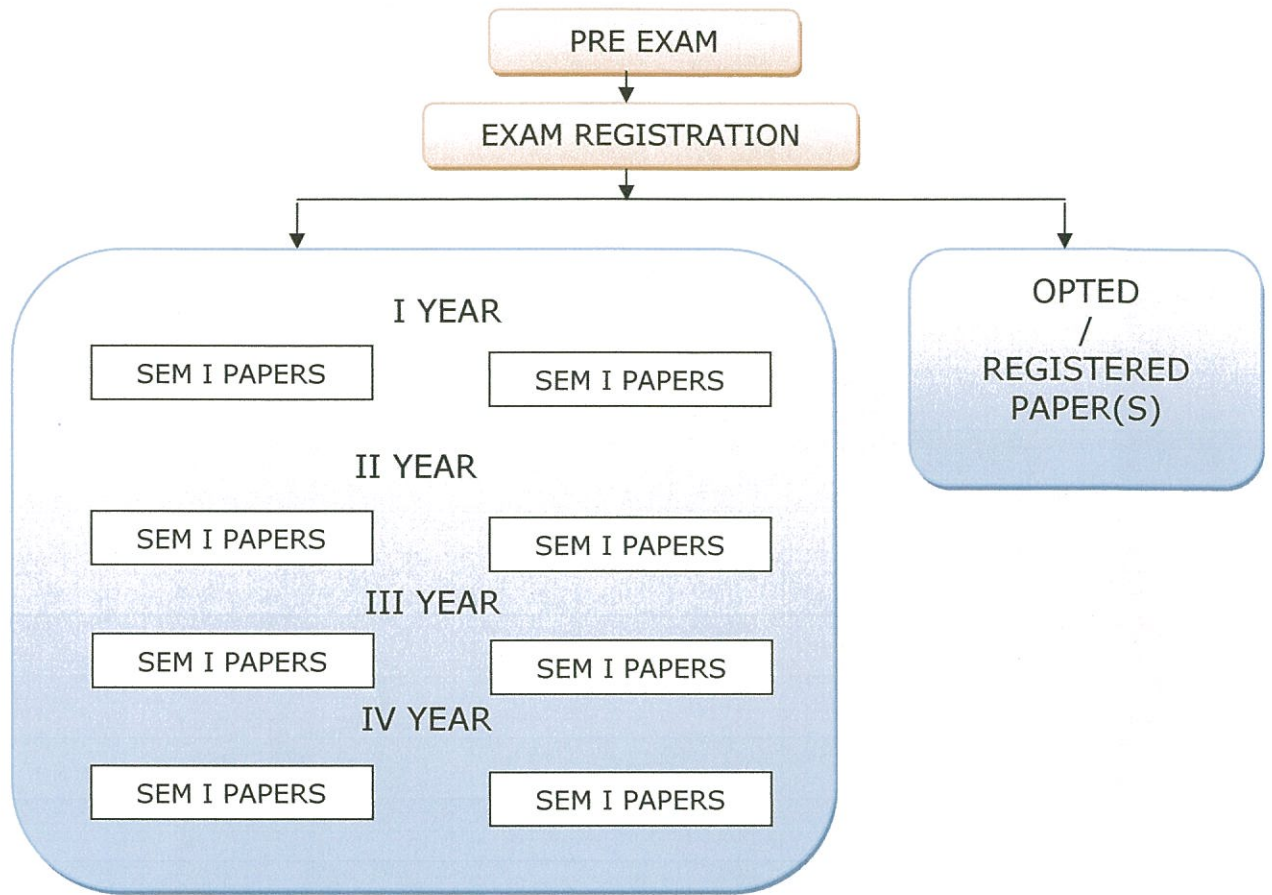 PRE EXAM
EXAM REGISTRATION
I YEAR
SEM I PAPERS
SEM I PAPERS
II YEAR
SEM I PAPERS
SEM I PAPERS
III YEAR
SEM I PAPERS
SEM I PAPERS
IV YEAR
SEM I PAPERS
SEM I PAPERS
OPTED
/
REGISTERED
PAPER(S)